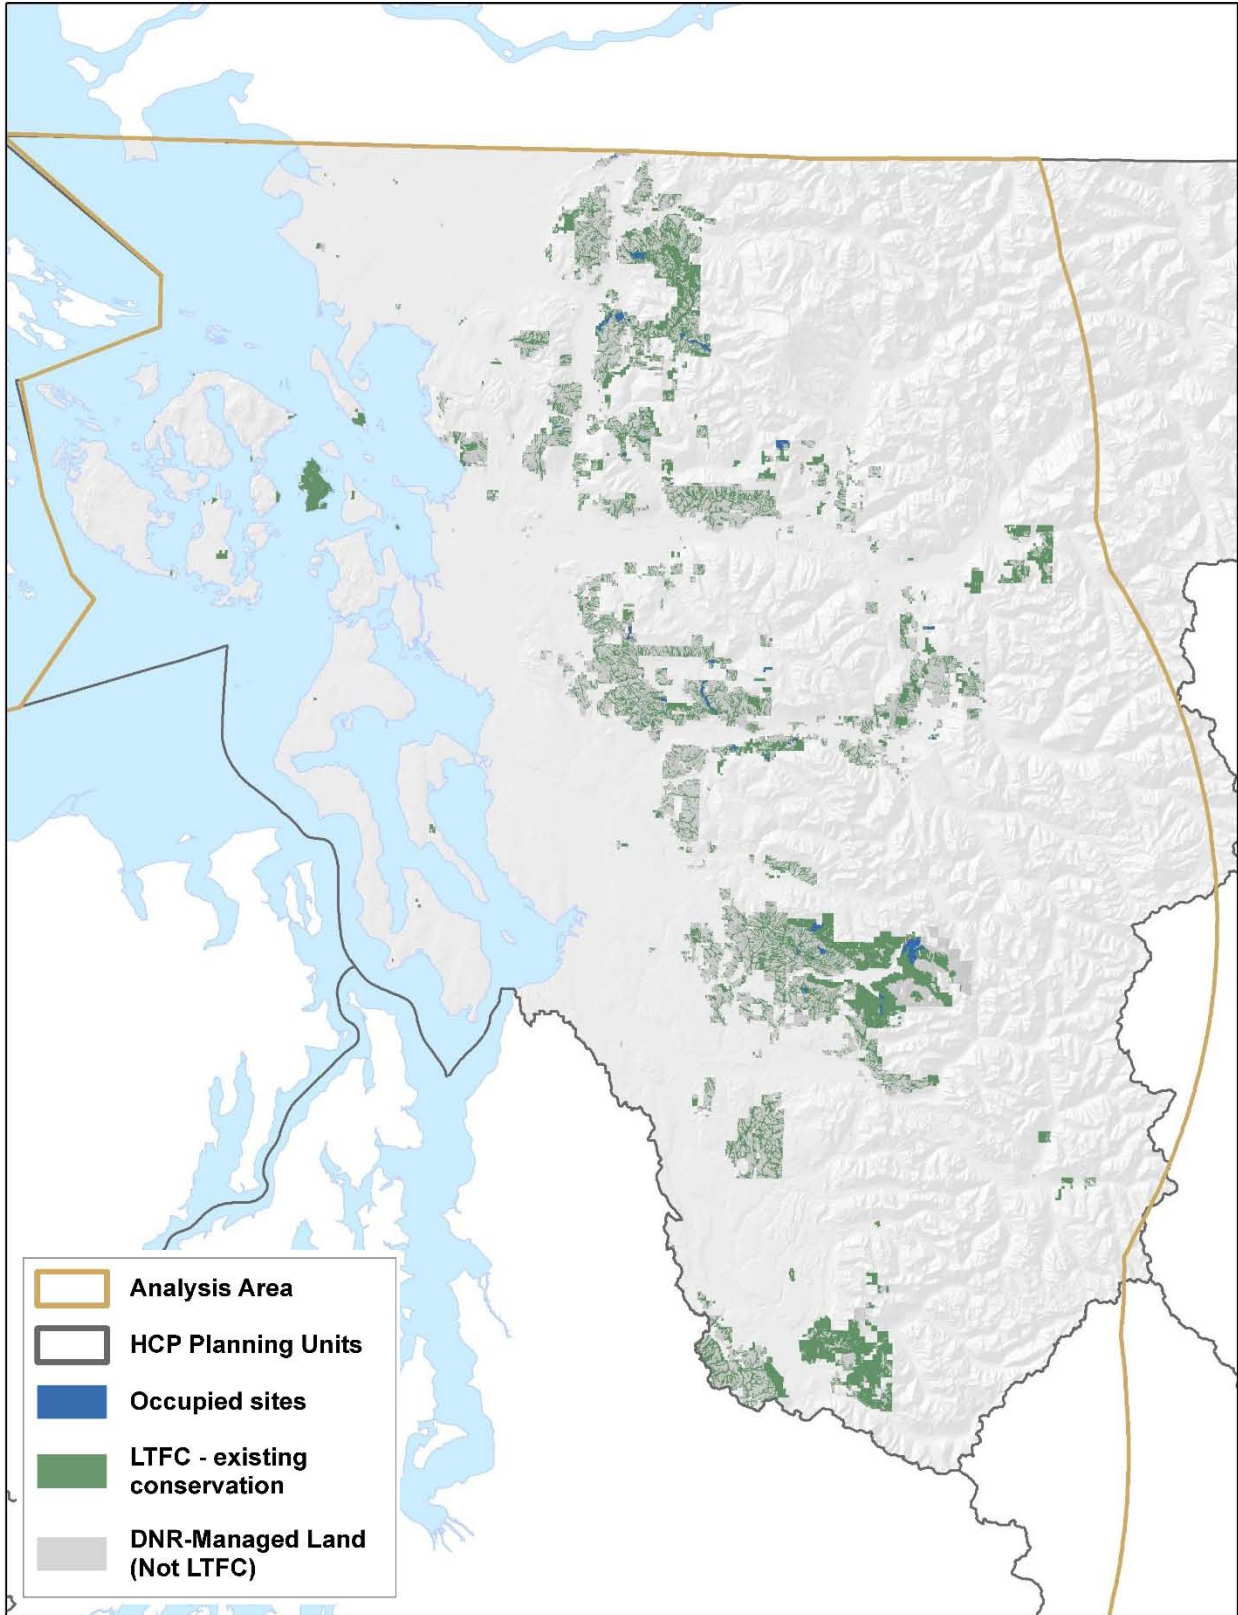 Analysis Area
HCP Planning Units
Occupied sites
LTFC - existing
conservation
DNR-Managed Land
(Not LTFC)